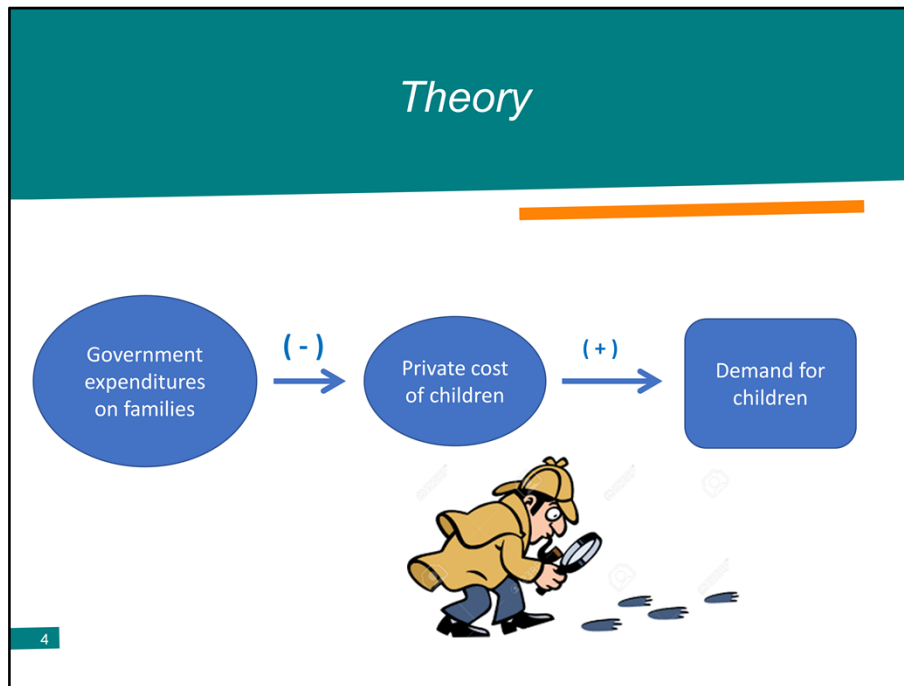 Theory
Government
expenditures
on families
( - )
Private cost
of children
( + )
Demand for
children
4